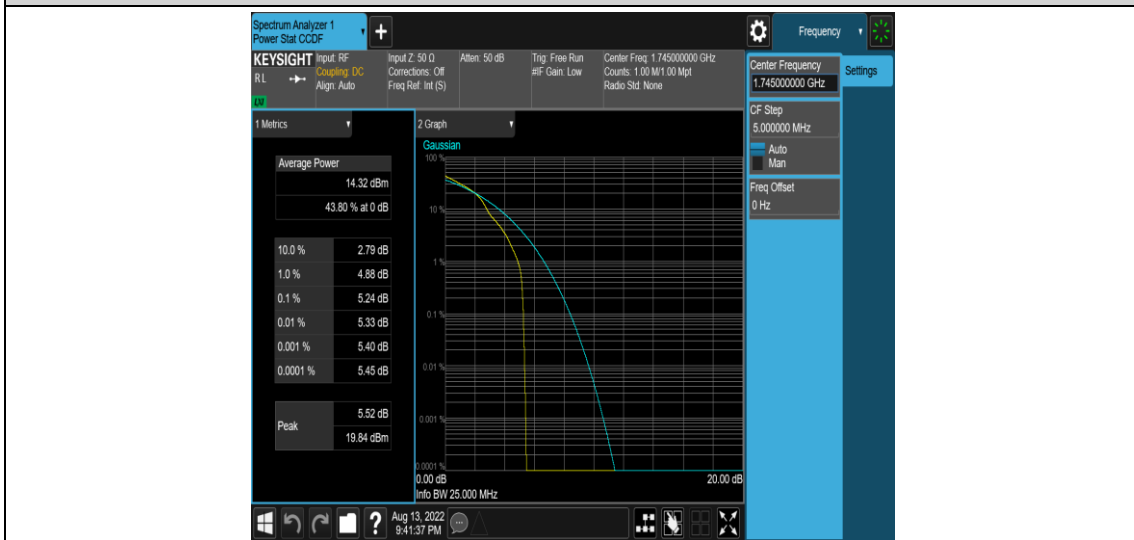 Spectrum Analyzer 1
Power Stat CCDF
Frequency
KEYSIGHT
RL
Input: RF
Coupling: DC
Align: Auto
Input Z: 50 Ω
Corrections: Off
Freq Ref: Int (S)
Atten: 50 dB
Trig: Free Run
#IF Gain: Low
Center Freq: 1.745000000 GHz
Counts: 1.00 M/1.00 Mpt
Radio Std: None
Center Frequency
1.745000000 GHz
Settings
CF Step
5.000000 MHz
Auto
Man
Freq Offset
0 Hz
1 Metrics
Average Power
14.32 dBm
43.80 % at 0 dB
10.0 % 2.79 dB
1.0 % 4.88 dB
0.1 % 5.24 dB
0.01 % 5.33 dB
0.001 % 5.40 dB
0.0001 % 5.45 dB
Peak 5.52 dB
19.84 dBm
2 Graph
Gaussian
100 %
10 %
1 %
0.1 %
0.01 %
0.001 %
0.0001 %
0.00 dB 20.00 dB
Info BW 25.000 MHz
?
Aug 13, 2022
9:41:37 PM